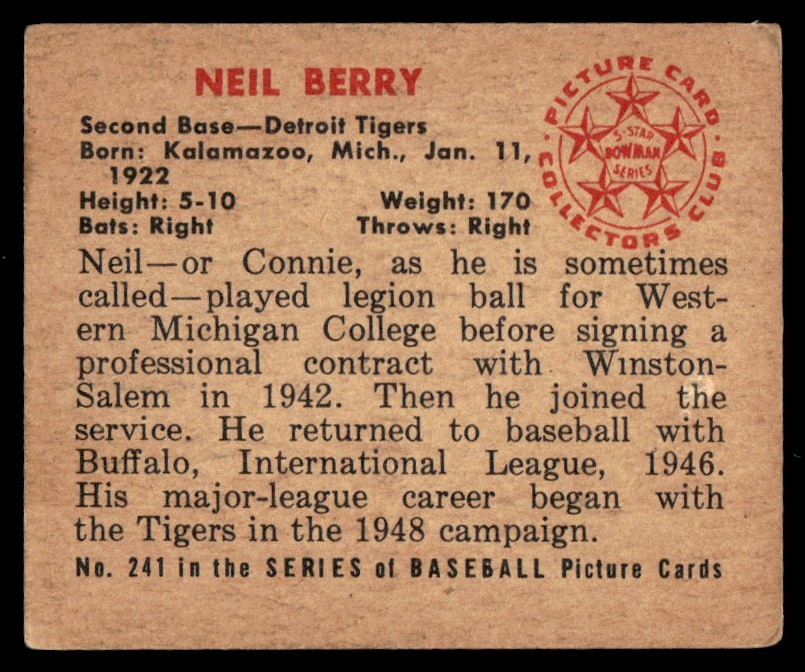 NEIL BERRY
Second Base—Detroit Tigers
Born: Kalamazoo, Mich., Jan. 11,
1922
Height: 5-10 Weight: 170
Bats: Right Throws: Right
PICTURE CARD
COLLECTORS CLUB
5-STAR
BOWMAN
SERIES
Neil—or Connie, as he is sometimes
called—played legion ball for West-
ern Michigan College before signing a
professional contract with Winston-
Salem in 1942. Then he joined the
service. He returned to baseball with
Buffalo, International League, 1946.
His major-league career began with
the Tigers in the 1948 campaign.
No. 241 in the SERIES of BASEBALL Picture Cards